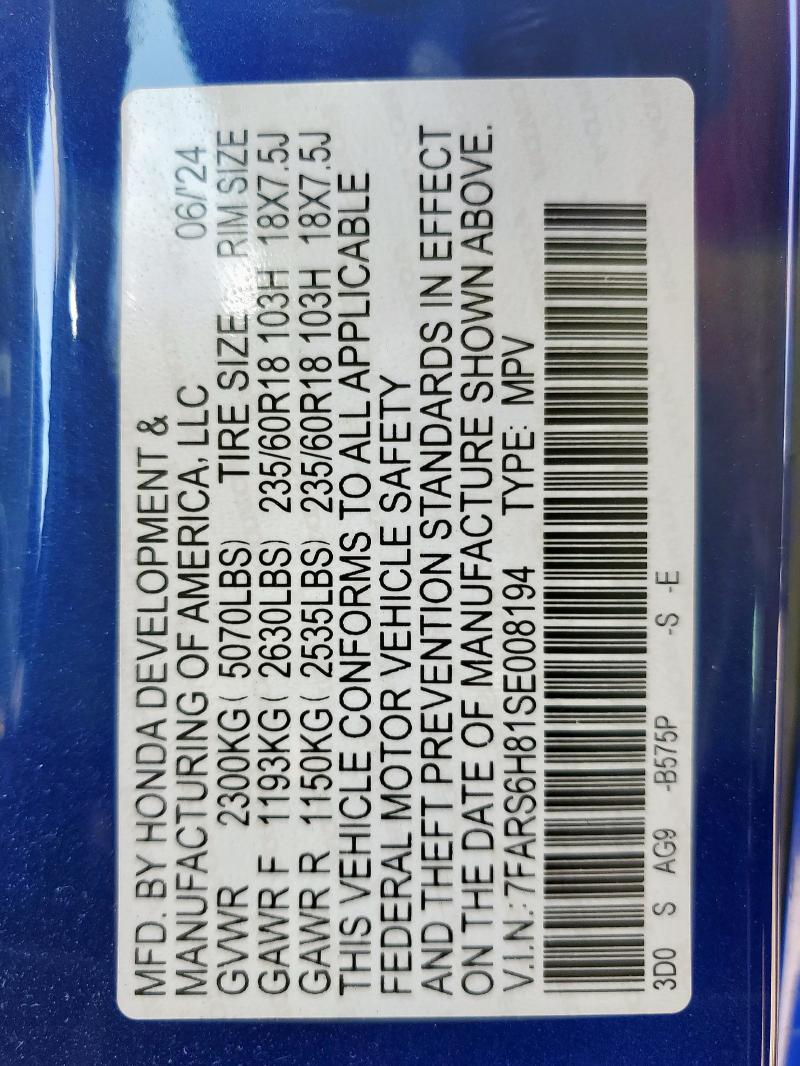 MFD. BY HONDA DEVELOPMENT &
MANUFACTURING OF AMERICA, LLC 06/'24
GVWR 2300KG ( 5070LBS) TIRE SIZE RIM SIZE
GAWR F 1193KG ( 2630LBS) 235/60R18 103H 18X7.5J
GAWR R 1150KG ( 2535LBS) 235/60R18 103H 18X7.5J
THIS VEHICLE CONFORMS TO ALL APPLICABLE
FEDERAL MOTOR VEHICLE SAFETY
AND THEFT PREVENTION STANDARDS IN EFFECT
ON THE DATE OF MANUFACTURE SHOWN ABOVE.
V.I.N.: 7FARS6H81SE008194 TYPE: MPV
3D0 S AG9 -B575P -S -E